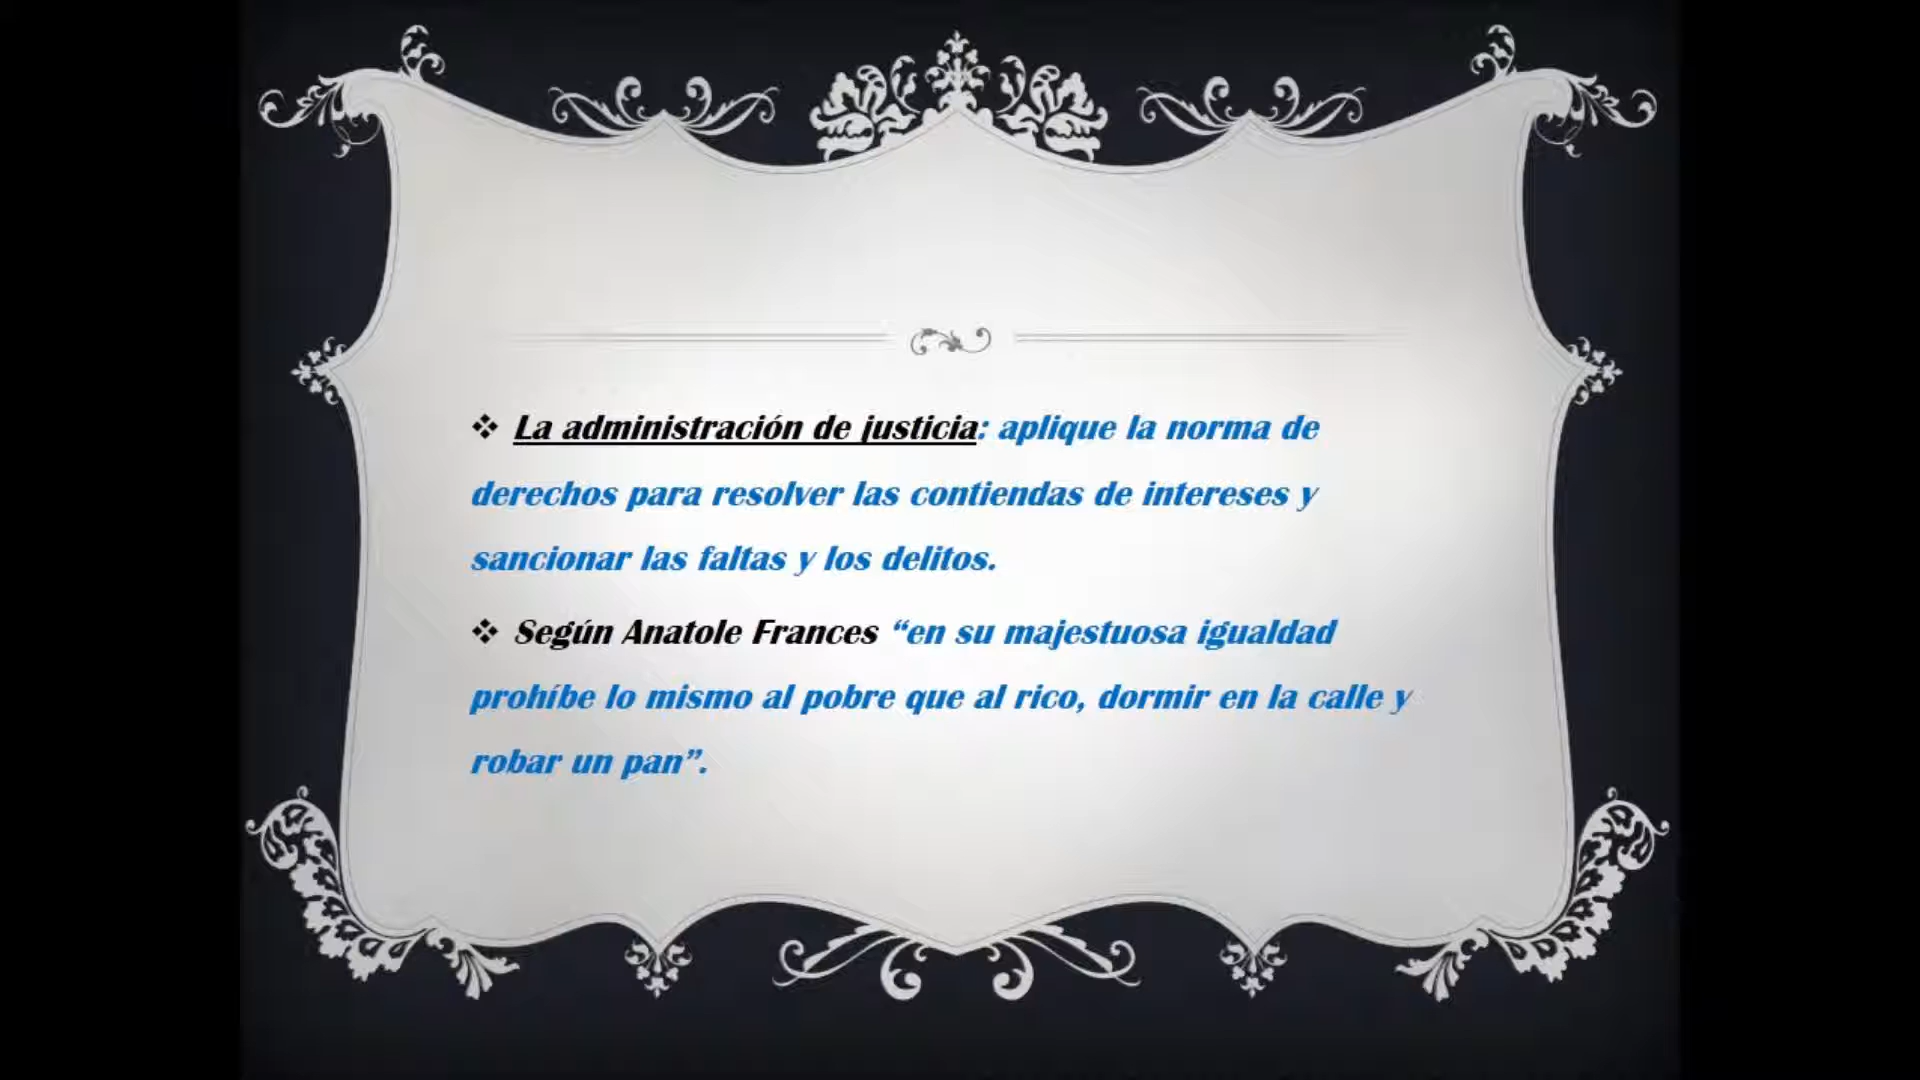 ❖ La administración de justicia: aplique la norma de
derechos para resolver las contiendas de intereses y
sancionar las faltas y los delitos.
❖ Según Anatole Frances “en su majestuosa igualdad
prohíbe lo mismo al pobre que al rico, dormir en la calle y
robar un pan”.